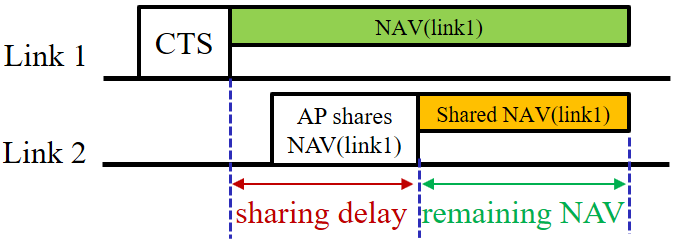 NAV(link1)
CTS
Link 1
AP shares
NAV(link1)
Shared NAV(link1)
Link 2
sharing delay
remaining NAV